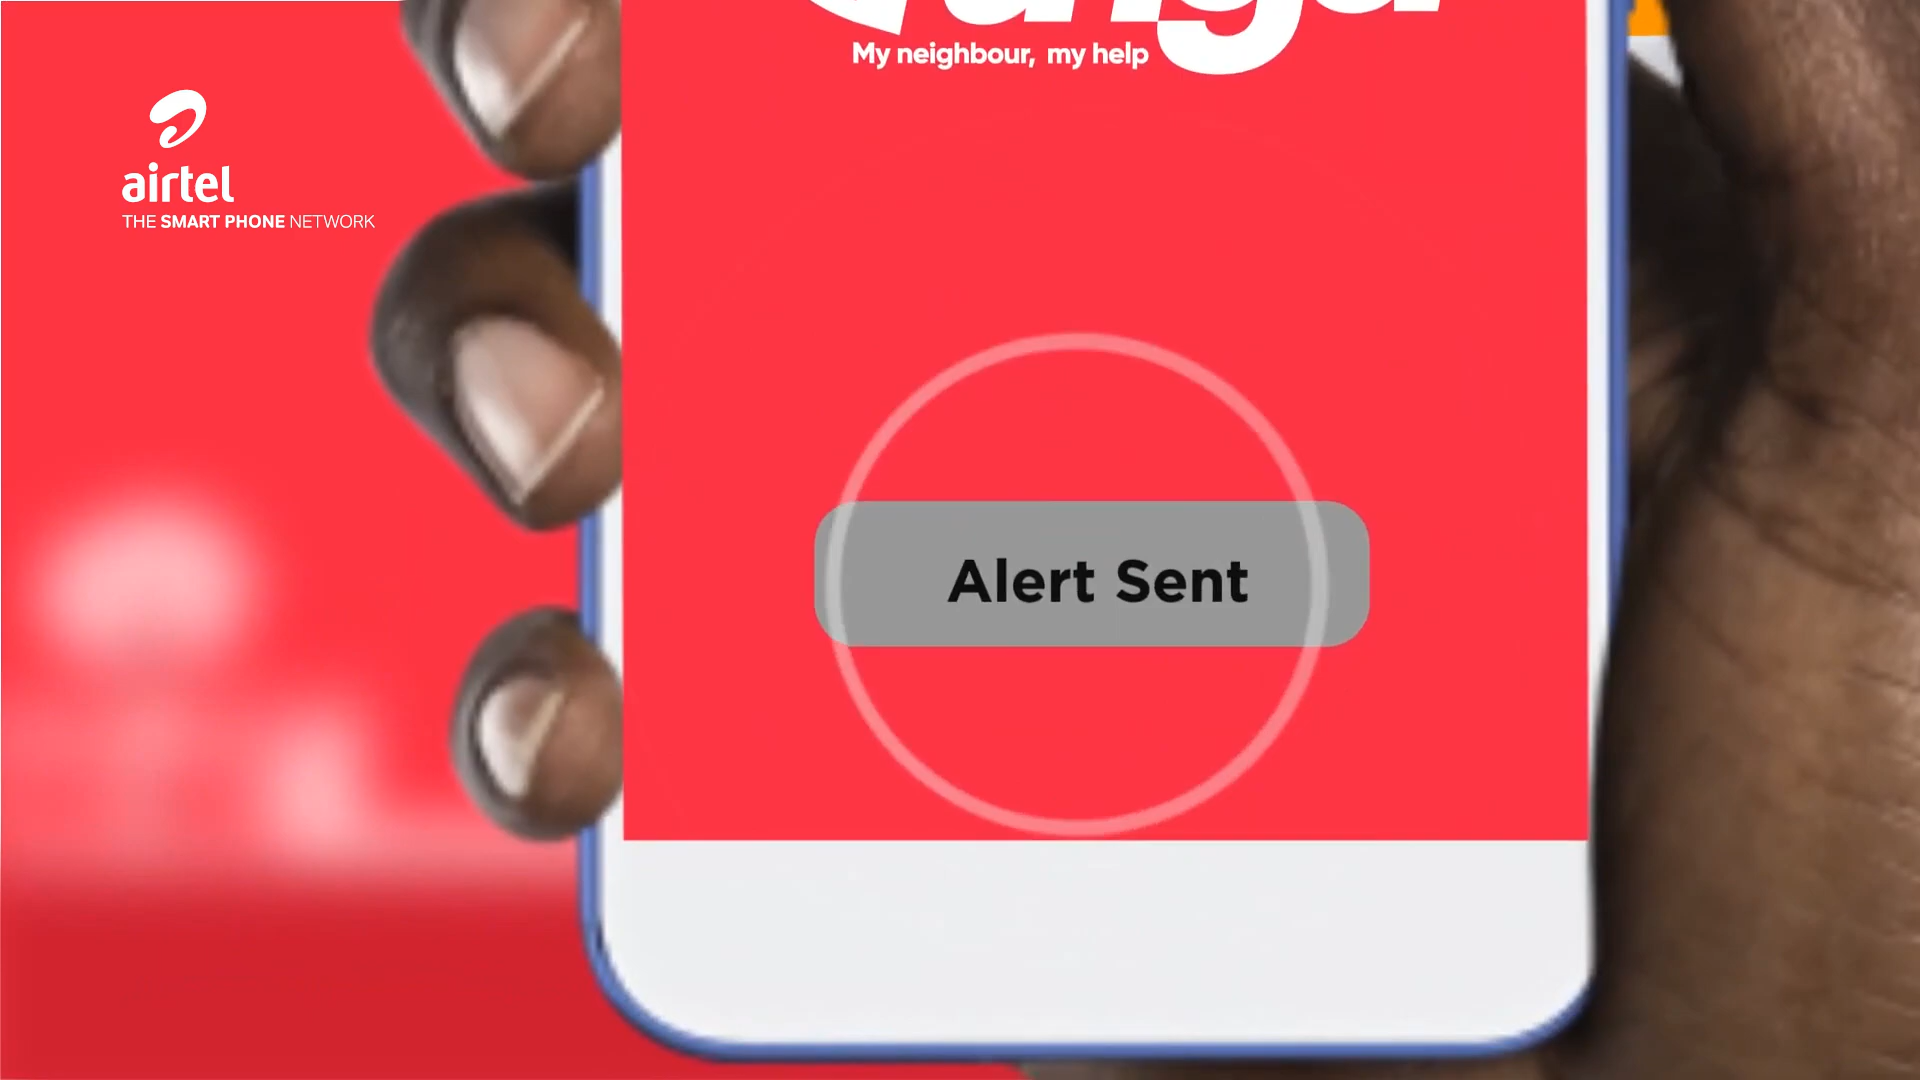 My neighbour, my help
airtel
THE SMART PHONE NETWORK
Alert Sent